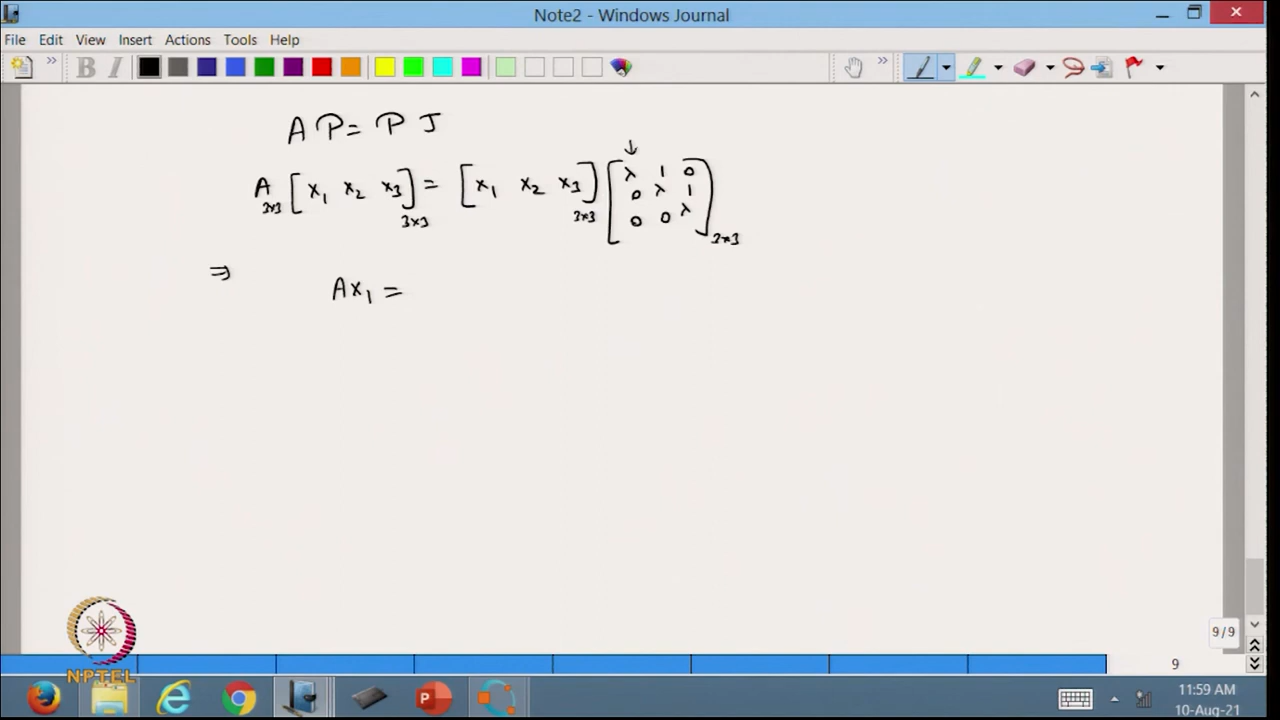 Note2 - Windows Journal
File Edit View Insert Actions Tools Help
B I
A P = P J
A 3×3 [x1 x2 x3] 3×3 = [x1 x2 x3] 3×3 [λ 1 0
0 λ 1
0 0 λ] 3×3
⇒ Ax1 =
9/9
9
NPTEL
11:59 AM
10-Aug-21